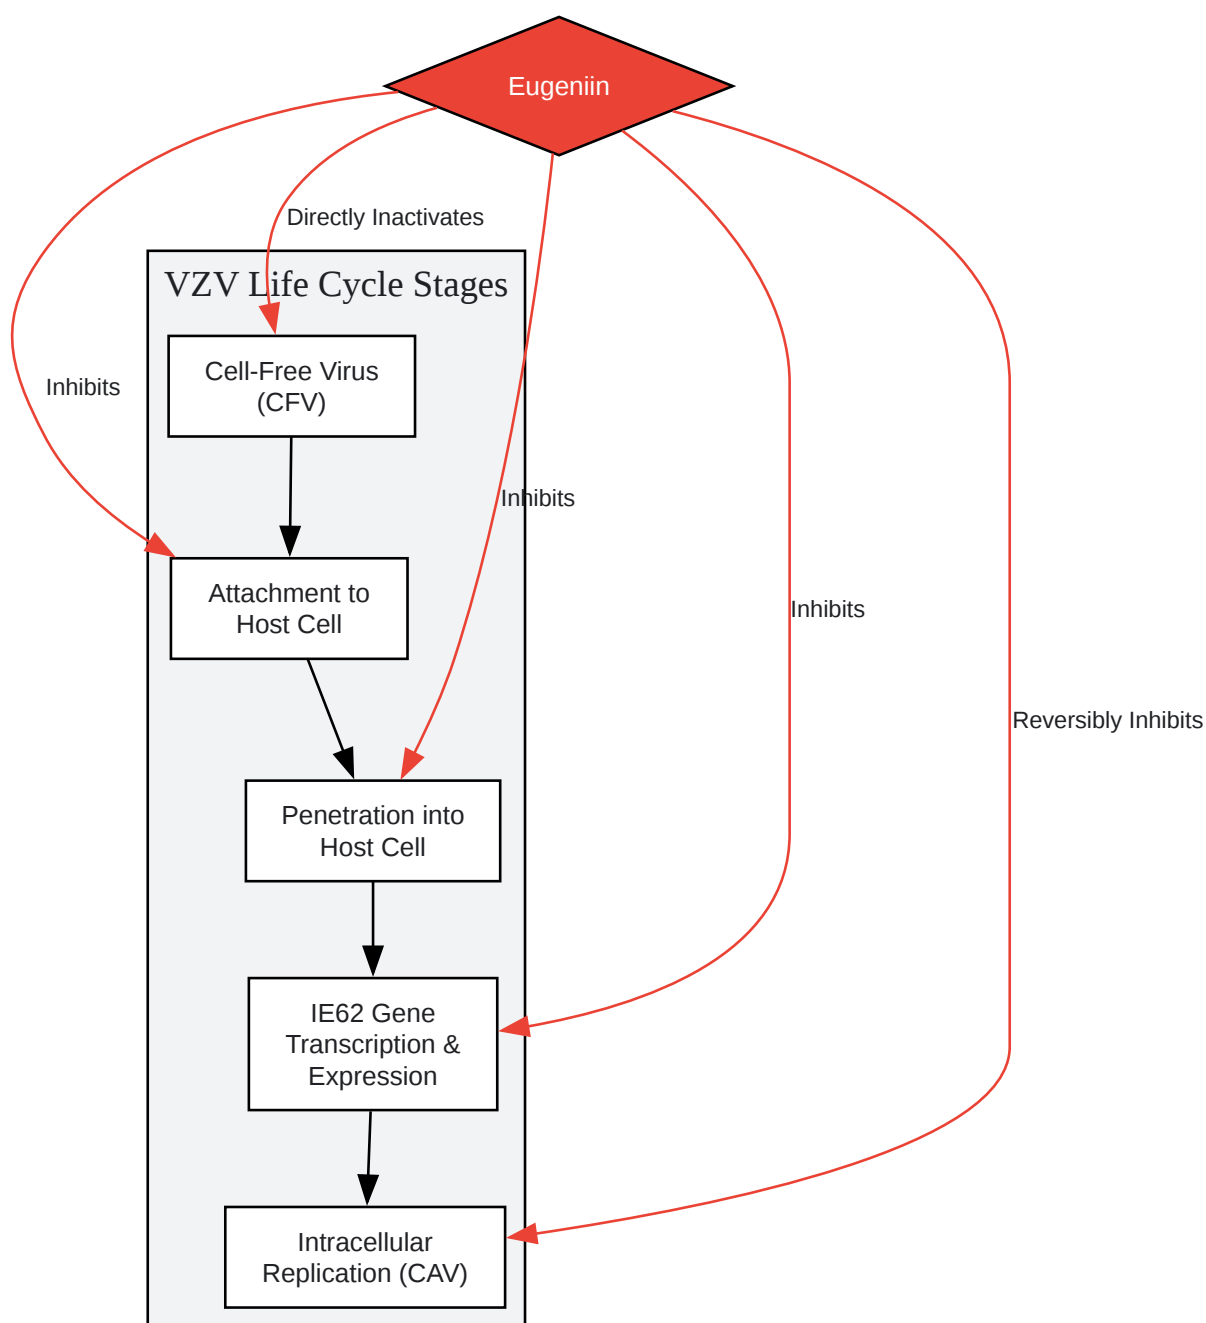 Eugeniin
Directly Inactivates
VZV Life Cycle Stages
Cell-Free Virus
(CFV)
Inhibits
Inhibits
Attachment to
Host Cell
Inhibits
Reversibly Inhibits
Penetration into
Host Cell
IE62 Gene
Transcription &
Expression
Intracellular
Replication (CAV)